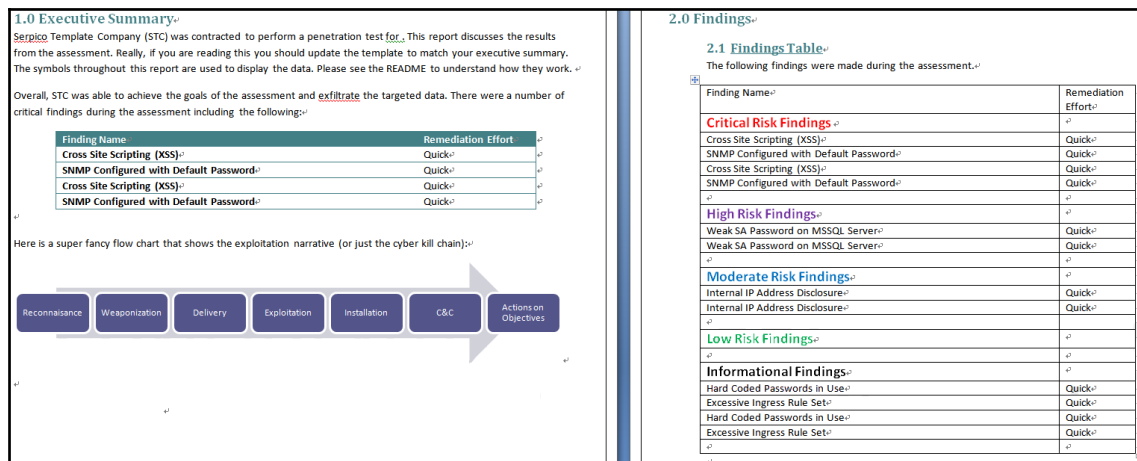 1.0 Executive Summary
Serpico Template Company (STC) was contracted to perform a penetration test for . This report discusses the results
from the assessment. Really, if you are reading this you should update the template to match your executive summary.
The symbols throughout this report are used to display the data. Please see the README to understand how they work.
Overall, STC was able to achieve the goals of the assessment and exfiltrate the targeted data. There were a number of
critical findings during the assessment including the following:
Finding Name Remediation Effort
Cross Site Scripting (XSS) Quick
SNMP Configured with Default Password Quick
Cross Site Scripting (XSS) Quick
SNMP Configured with Default Password Quick
Here is a super fancy flow chart that shows the exploitation narrative (or just the cyber kill chain):
Reconnaisance Weaponization Delivery Exploitation Installation C&C Actions on
Objectives
2.0 Findings
2.1 Findings Table
The following findings were made during the assessment.
Finding Name Remediation
Effort
Critical Risk Findings
Cross Site Scripting (XSS) Quick
SNMP Configured with Default Password Quick
Cross Site Scripting (XSS) Quick
SNMP Configured with Default Password Quick
High Risk Findings
Weak SA Password on MSSQL Server Quick
Weak SA Password on MSSQL Server Quick
Moderate Risk Findings
Internal IP Address Disclosure Quick
Internal IP Address Disclosure Quick
Low Risk Findings
Informational Findings
Hard Coded Passwords in Use Quick
Excessive Ingress Rule Set Quick
Hard Coded Passwords in Use Quick
Excessive Ingress Rule Set Quick